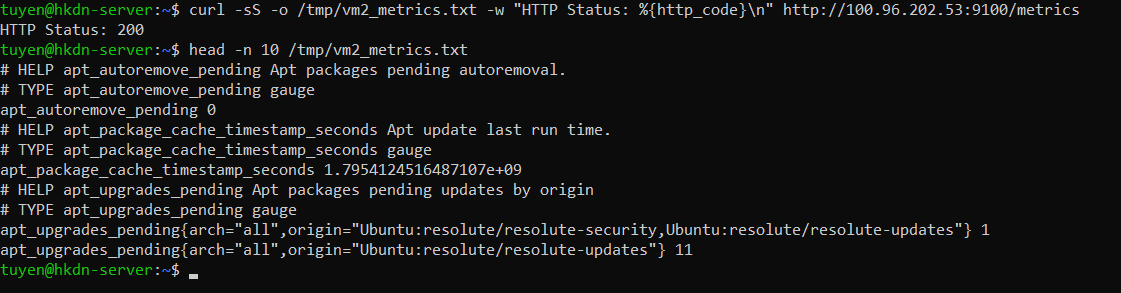 tuyen@hkdn-server:~$ curl -sS -o /tmp/vm2_metrics.txt -w "HTTP Status: %{http_code}\n" http://100.96.202.53:9100/metrics
HTTP Status: 200
tuyen@hkdn-server:~$ head -n 10 /tmp/vm2_metrics.txt
# HELP apt_autoremove_pending Apt packages pending autoremoval.
# TYPE apt_autoremove_pending gauge
apt_autoremove_pending 0
# HELP apt_package_cache_timestamp_seconds Apt update last run time.
# TYPE apt_package_cache_timestamp_seconds gauge
apt_package_cache_timestamp_seconds 1.7954124516487107e+09
# HELP apt_upgrades_pending Apt packages pending updates by origin
# TYPE apt_upgrades_pending gauge
apt_upgrades_pending{arch="all",origin="Ubuntu:resolute/resolute-security,Ubuntu:resolute/resolute-updates"} 1
apt_upgrades_pending{arch="all",origin="Ubuntu:resolute/resolute-updates"} 11
tuyen@hkdn-server:~$